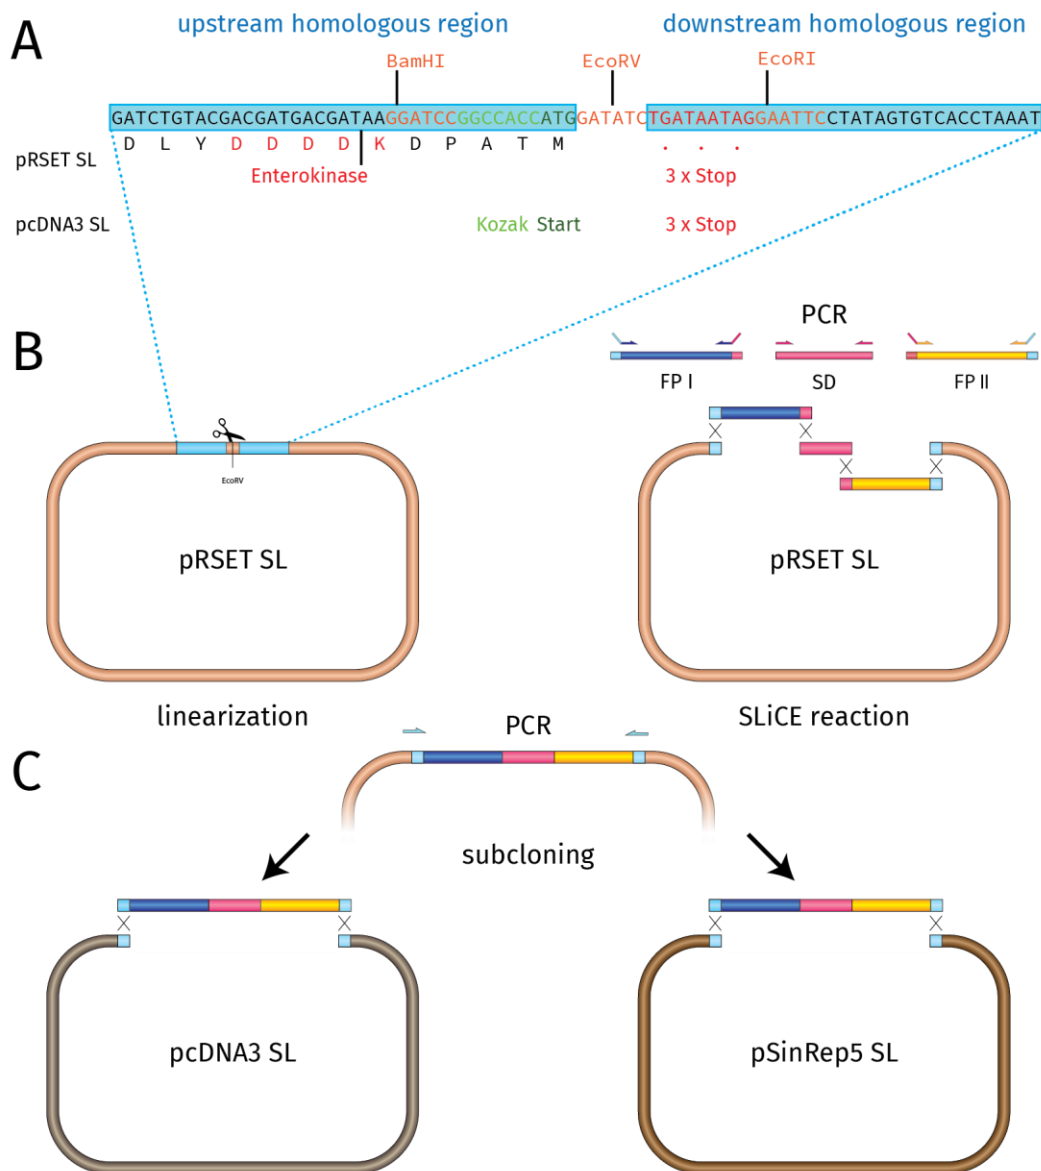 A
upstream homologous region
downstream homologous region
BamHI
EcoRV
EcoRI
GATCTGTACGACGATGACGATAAGGATCCGGCCACCATGGATATCTGATAATAGGAATTCCTATAGTGTCACCTAAAT
D L Y D D D D K D P A T M . . .
pRSET SL
Enterokinase
3 x Stop
pcDNA3 SL
Kozak Start
3 x Stop
B
PCR
FP I
SD
FP II
EcoRV
pRSET SL
pRSET SL
linearization
SLiCE reaction
C
PCR
subcloning
pcDNA3 SL
pSinRep5 SL